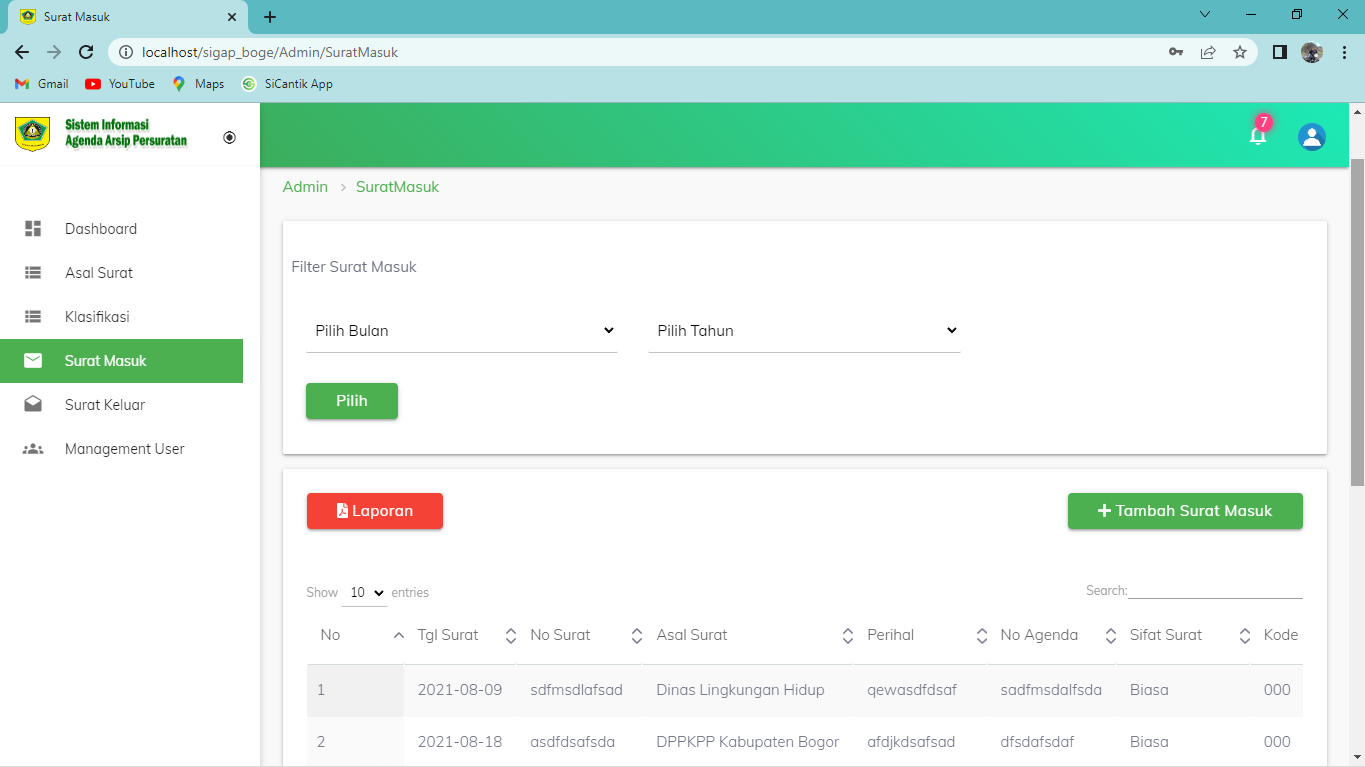 Surat Masuk
localhost/sigap_boge/Admin/SuratMasuk
Gmail YouTube Maps SiCantik App
Sistem Informasi
Agenda Arsip Persuratan
7
Admin > SuratMasuk
Dashboard
Asal Surat
Klasifikasi
Surat Masuk
Surat Keluar
Management User
Filter Surat Masuk
Pilih Bulan Pilih Tahun
Pilih
Laporan + Tambah Surat Masuk
Show 10 entries Search:
No Tgl Surat No Surat Asal Surat Perihal No Agenda Sifat Surat Kode
1 2021-08-09 sdfmsdlafsad Dinas Lingkungan Hidup qewasdfdsaf sadfmsdalfsda Biasa 000
2 2021-08-18 asdfdsafsda DPPKPP Kabupaten Bogor afdjkdsafsad dfsdafsdaf Biasa 000